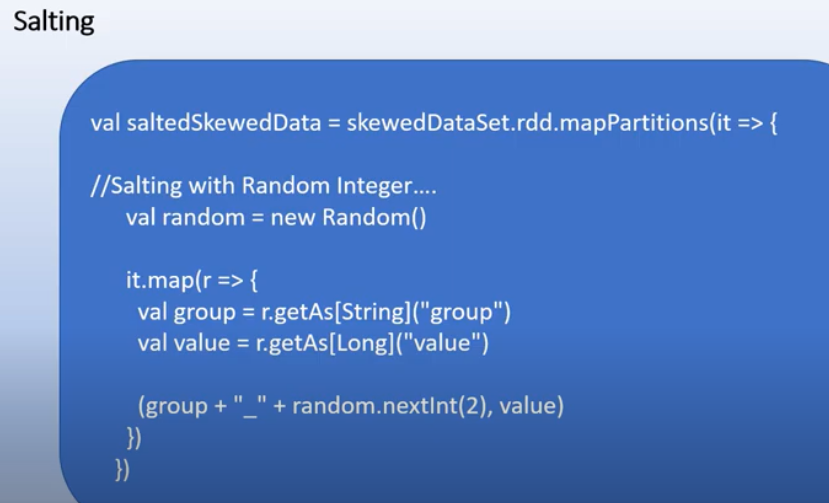 Salting
val saltedSkewedData = skewedDataSet.rdd.mapPartitions(it => {
//Salting with Random Integer....
val random = new Random()
it.map(r => {
val group = r.getAs[String]("group")
val value = r.getAs[Long]("value")
(group + "_" + random.nextInt(2), value)
})
})